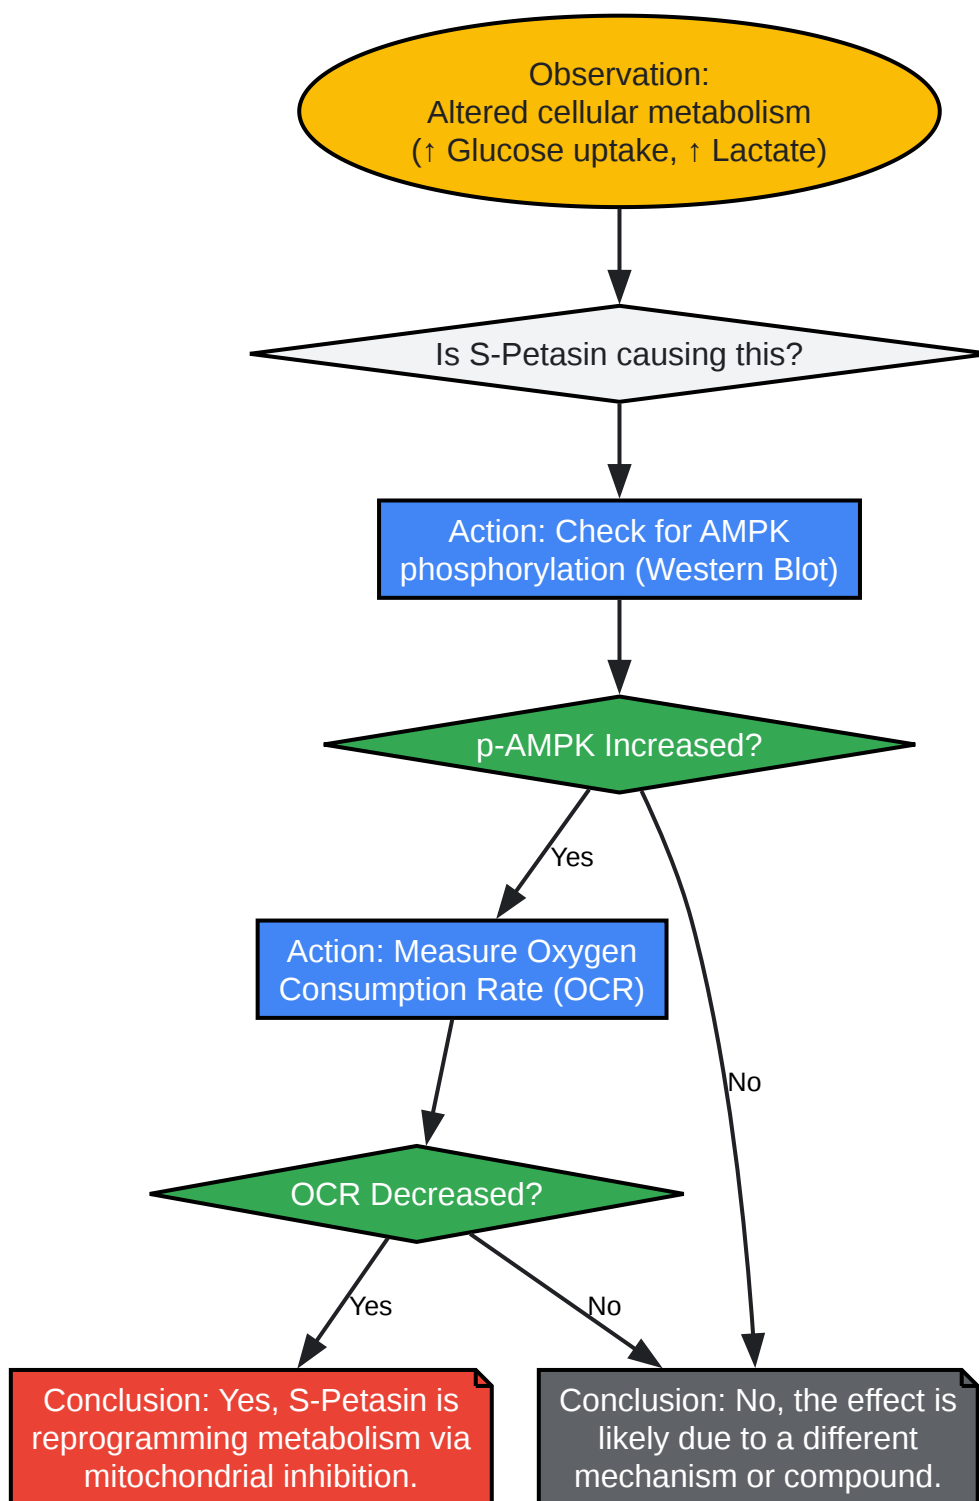 Observation:
Altered cellular metabolism
(↑ Glucose uptake, ↑ Lactate)
Is S-Petasin causing this?
Action: Check for AMPK
phosphorylation (Western Blot)
p-AMPK Increased?
Yes
Action: Measure Oxygen
Consumption Rate (OCR)
No
OCR Decreased?
Yes
No
Conclusion: Yes, S-Petasin is
reprogramming metabolism via
mitochondrial inhibition.
Conclusion: No, the effect is
likely due to a different
mechanism or compound.